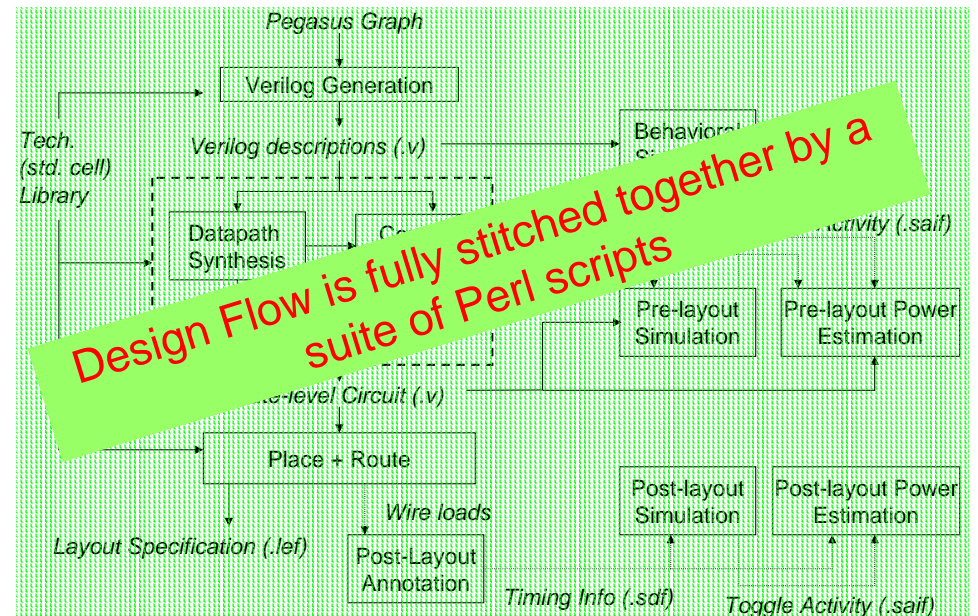 Pegasus Graph
Verilog Generation
Tech.
(std. cell)
Library
Verilog descriptions (.v)
Behavioral
Datapath
Synthesis
Design Flow is fully stitched together by a
suite of Perl scripts
Activity (.saif)
Pre-layout
Simulation
Pre-layout Power
Estimation
-level Circuit (.v)
Place + Route
Wire loads
Layout Specification (.lef)
Post-Layout
Annotation
Post-layout
Simulation
Post-layout Power
Estimation
Timing Info (.sdf)
Toggle Activity (.saif)